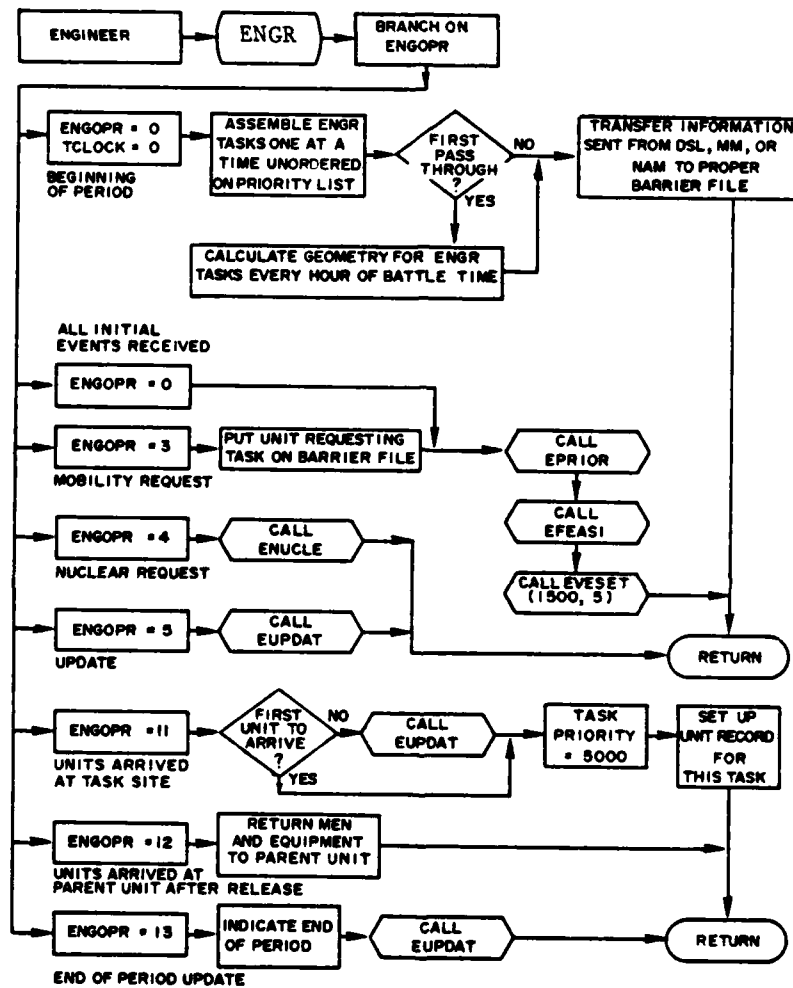 ENGINEER
ENGR
BRANCH ON
ENGOPR
ENGOPR = 0
TCLOCK = 0
BEGINNING
OF PERIOD
ASSEMBLE ENGR
TASKS ONE AT A
TIME UNORDERED
ON PRIORITY LIST
FIRST
PASS
THROUGH
?
NO
YES
TRANSFER INFORMATION
SENT FROM DSL, MM, OR
NAM TO PROPER
BARRIER FILE
CALCULATE GEOMETRY FOR ENGR
TASKS EVERY HOUR OF BATTLE TIME
ALL INITIAL
EVENTS RECEIVED
ENGOPR = 0
ENGOPR = 3
MOBILITY REQUEST
PUT UNIT REQUESTING
TASK ON BARRIER FILE
CALL
EPRIOR
CALL
EFEASI
CALL EVESET
(1500, 5)
ENGOPR = 4
NUCLEAR REQUEST
CALL
ENUCLE
ENGOPR = 5
UPDATE
CALL
EUPDAT
RETURN
ENGOPR = 11
UNITS ARRIVED
AT TASK SITE
FIRST
UNIT TO
ARRIVE
?
NO
YES
CALL
EUPDAT
TASK
PRIORITY
= 5000
SET UP
UNIT RECORD
FOR
THIS TASK
ENGOPR = 12
UNITS ARRIVED AT
PARENT UNIT AFTER RELEASE
RETURN MEN
AND EQUIPMENT
TO PARENT UNIT
ENGOPR = 13
END OF PERIOD UPDATE
INDICATE END
OF PERIOD
CALL
EUPDAT
RETURN